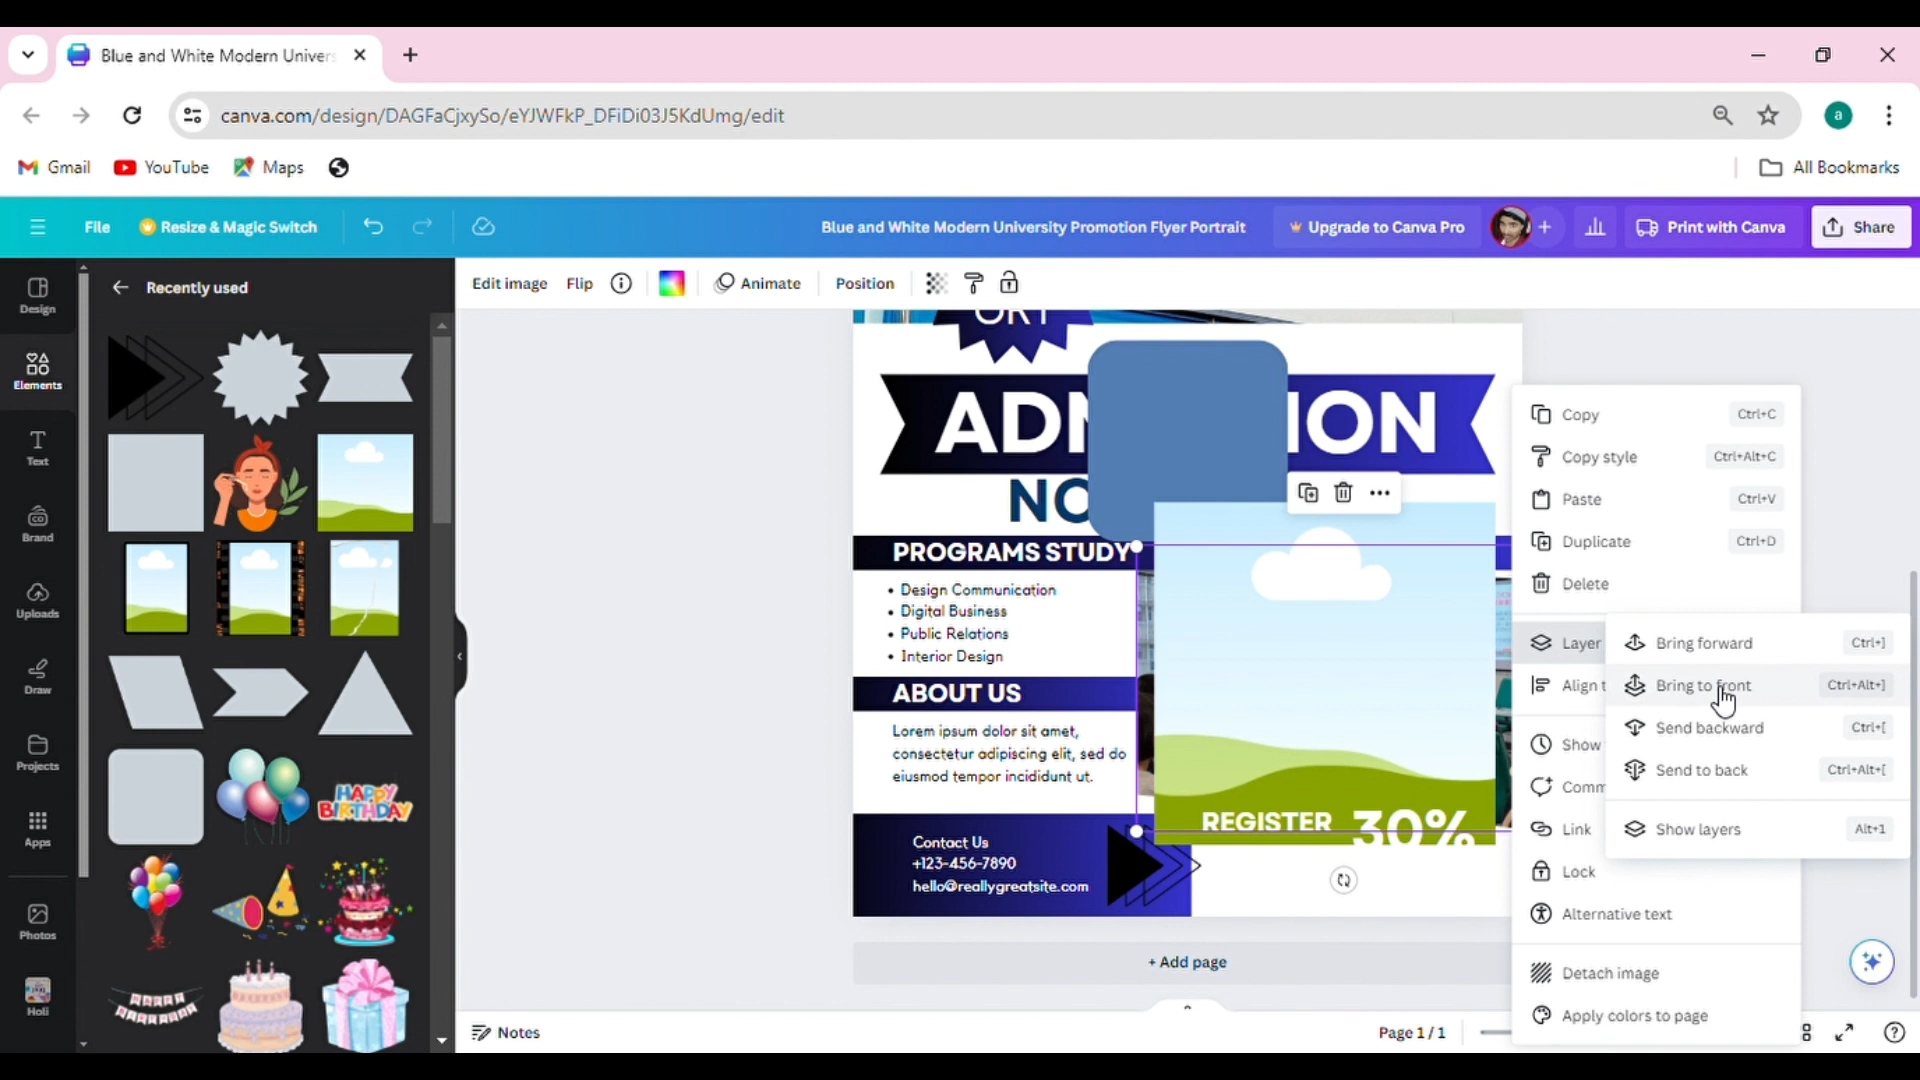 Blue and White Modern Univer
canva.com/design/DAGFaCjxySo/eYJWFkP_DFiDi03J5KdUmg/edit
a
Gmail
YouTube
Maps
All Bookmarks
File
Resize & Magic Switch
Blue and White Modern University Promotion Flyer Portrait
Upgrade to Canva Pro
Print with Canva
Share
Design
Elements
Text
Brand
Uploads
Draw
Projects
Apps
Photos
Holi
Recently used
HAPPY
BIRTHDAY
Edit image
Flip
Animate
Position
ORT
ADM
ION
NO
PROGRAMS STUDY
• Design Communication
• Digital Business
• Public Relations
• Interior Design
ABOUT US
Lorem ipsum dolor sit amet,
consectetur adipiscing elit, sed do
eiusmod tempor incididunt ut.
Contact Us
+123-456-7890
hello@reallygreatsite.com
REGISTER
30%
+ Add page
Notes
Page 1 / 1
Copy Ctrl+C
Copy style Ctrl+Alt+C
Paste Ctrl+V
Duplicate Ctrl+D
Delete
Layer
Align t
Show
Comm
Link
Lock
Alternative text
Detach image
Apply colors to page
Bring forward Ctrl+]
Bring to front Ctrl+Alt+]
Send backward Ctrl+[
Send to back Ctrl+Alt+[
Show layers Alt+1